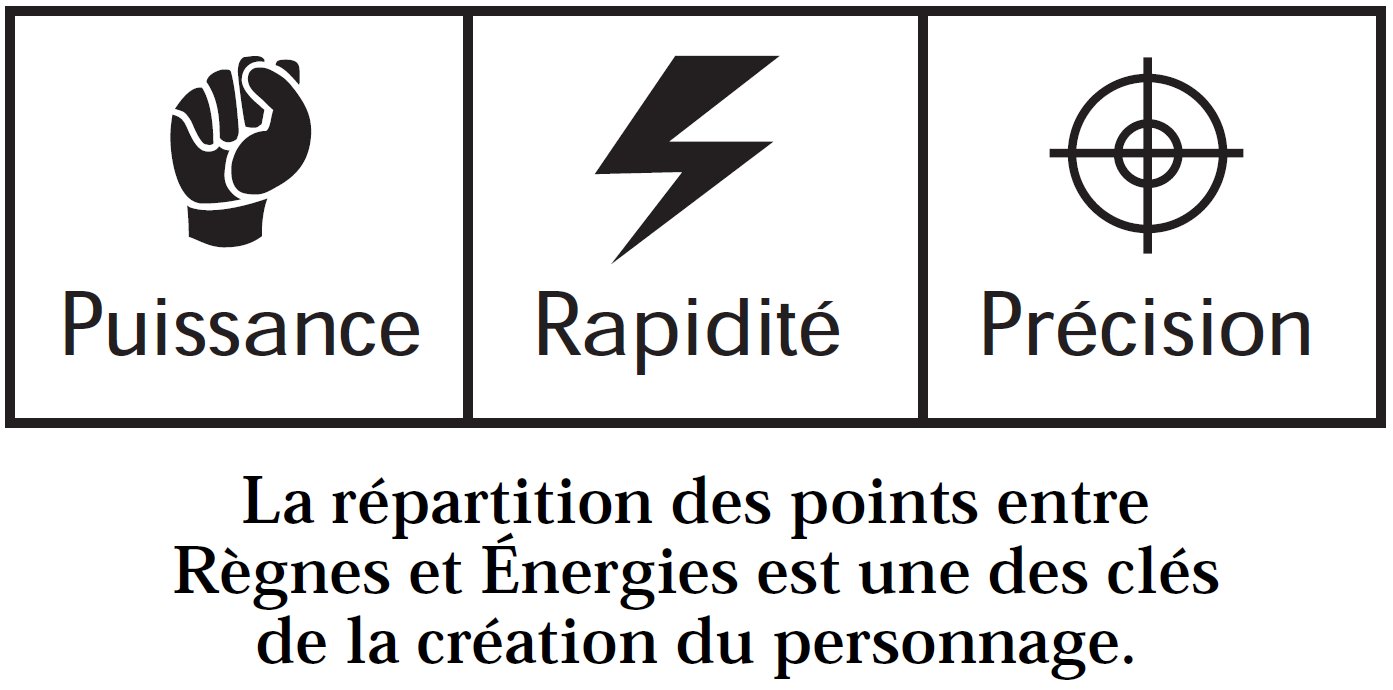 Puissance
Rapidité
Précision
La répartition des points entre
Règnes et Énergies est une des clés
de la création du personnage.